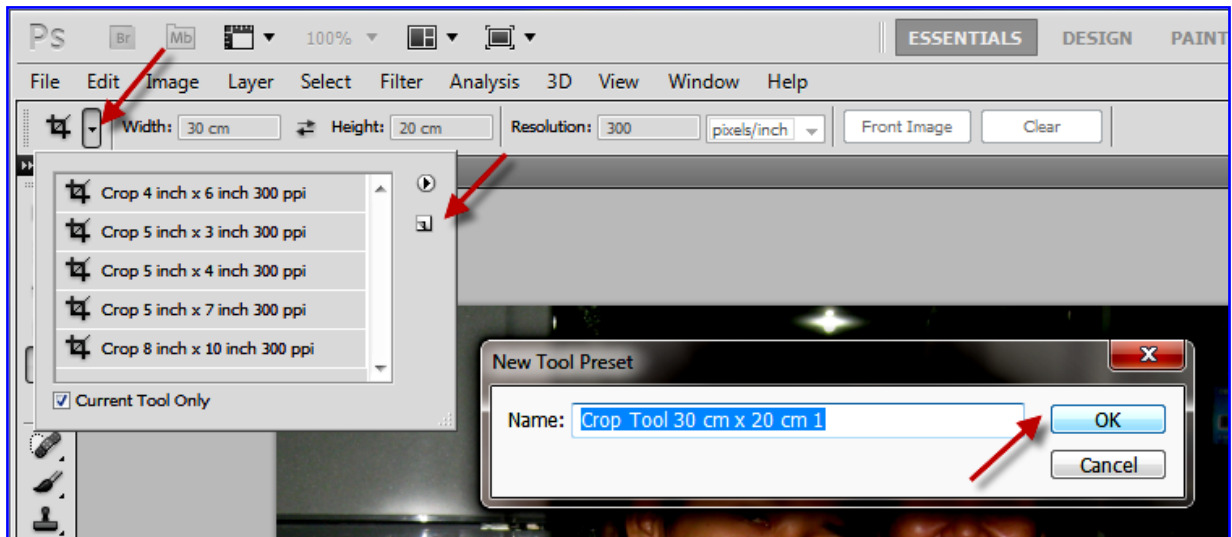 Ps Br Mb 100% ESSENTIALS DESIGN PAINT
File Edit Image Layer Select Filter Analysis 3D View Window Help
Width: 30 cm Height: 20 cm Resolution: 300 pixels/inch Front Image Clear
Crop 4 inch x 6 inch 300 ppi
Crop 5 inch x 3 inch 300 ppi
Crop 5 inch x 4 inch 300 ppi
Crop 5 inch x 7 inch 300 ppi
Crop 8 inch x 10 inch 300 ppi
Current Tool Only
New Tool Preset
Name: Crop Tool 30 cm x 20 cm 1 OK
Cancel